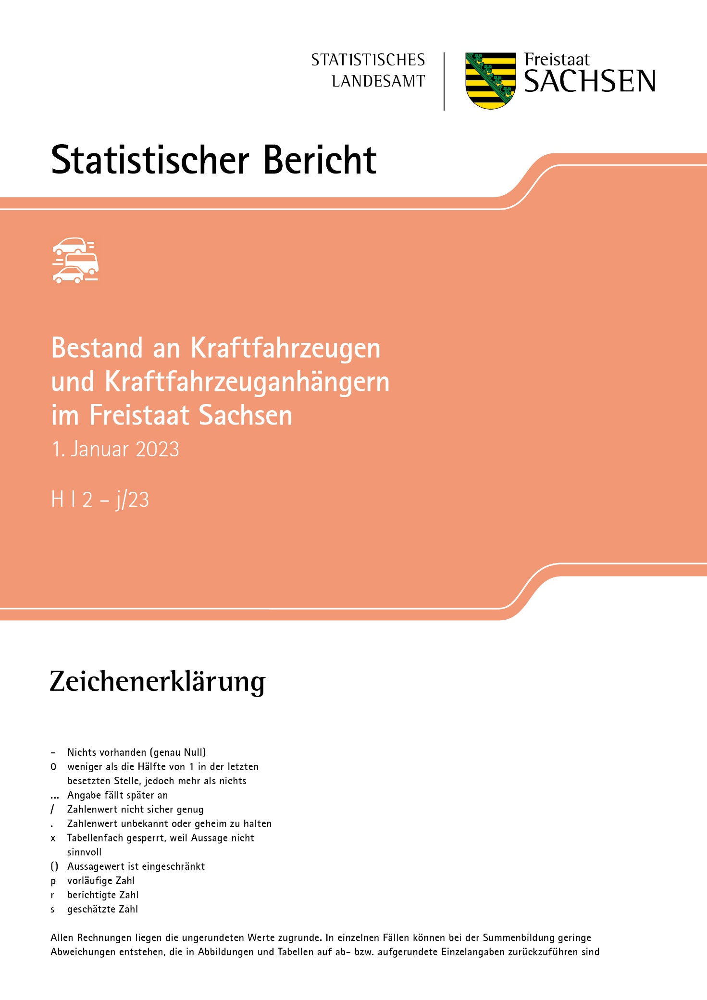 STATISTISCHES
LANDESAMT
Freistaat
SACHSEN
Statistischer Bericht
Bestand an Kraftfahrzeugen
und Kraftfahrzeuganhängern
im Freistaat Sachsen
1. Januar 2023
H I 2 – j/23
Zeichenerklärung
– Nichts vorhanden (genau Null)
0 weniger als die Hälfte von 1 in der letzten
besetzten Stelle, jedoch mehr als nichts
... Angabe fällt später an
/ Zahlenwert nicht sicher genug
. Zahlenwert unbekannt oder geheim zu halten
x Tabellenfach gesperrt, weil Aussage nicht
sinnvoll
() Aussagewert ist eingeschränkt
p vorläufige Zahl
r berichtigte Zahl
s geschätzte Zahl
Allen Rechnungen liegen die ungerundeten Werte zugrunde. In einzelnen Fällen können bei der Summenbildung geringe
Abweichungen entstehen, die in Abbildungen und Tabellen auf ab- bzw. aufgerundete Einzelangaben zurückzuführen sind